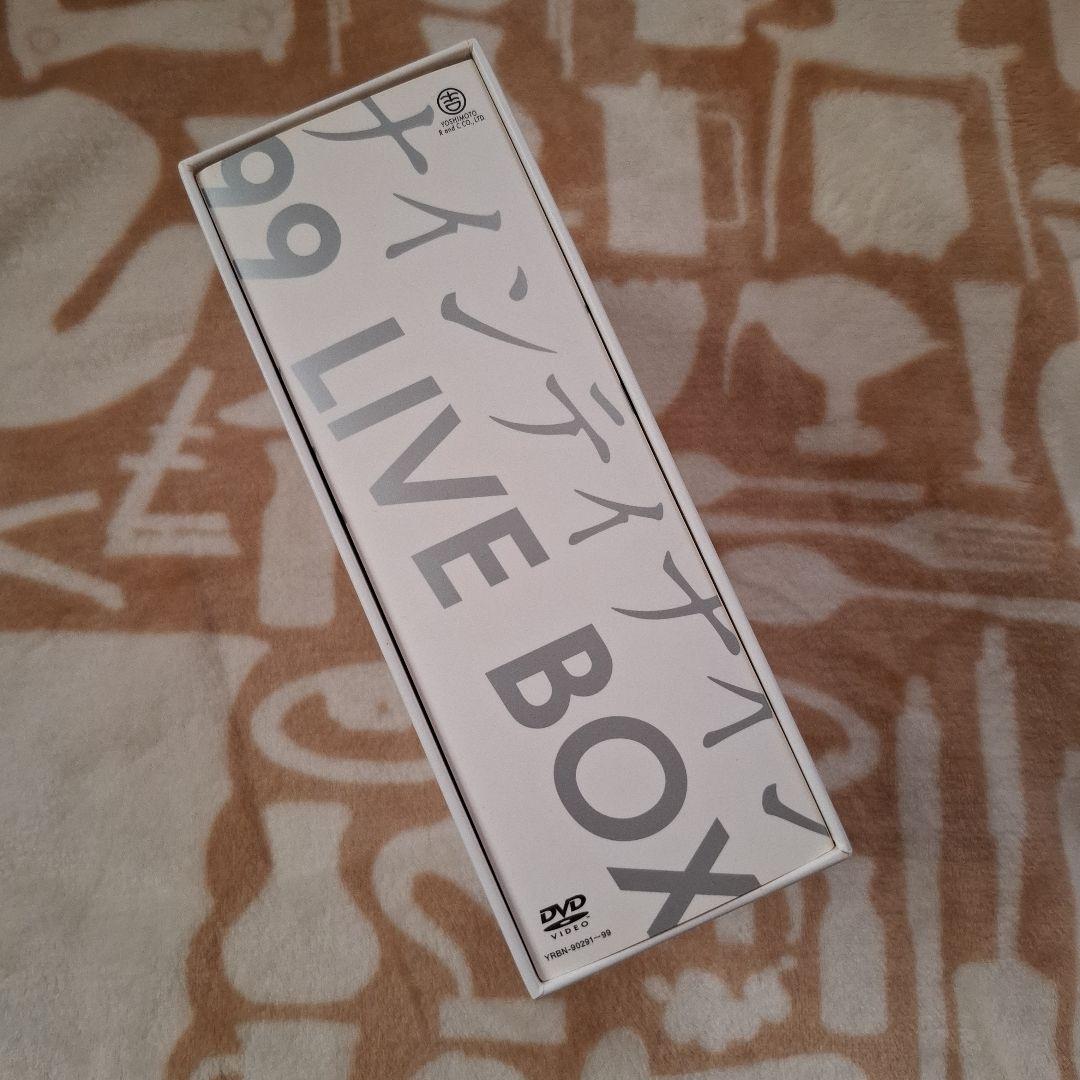 YOSHIMOTO
R and C CO., LTD.
ナインティナイン
99 LIVE BOX
DVD
VIDEO
YRBN-90291〜99